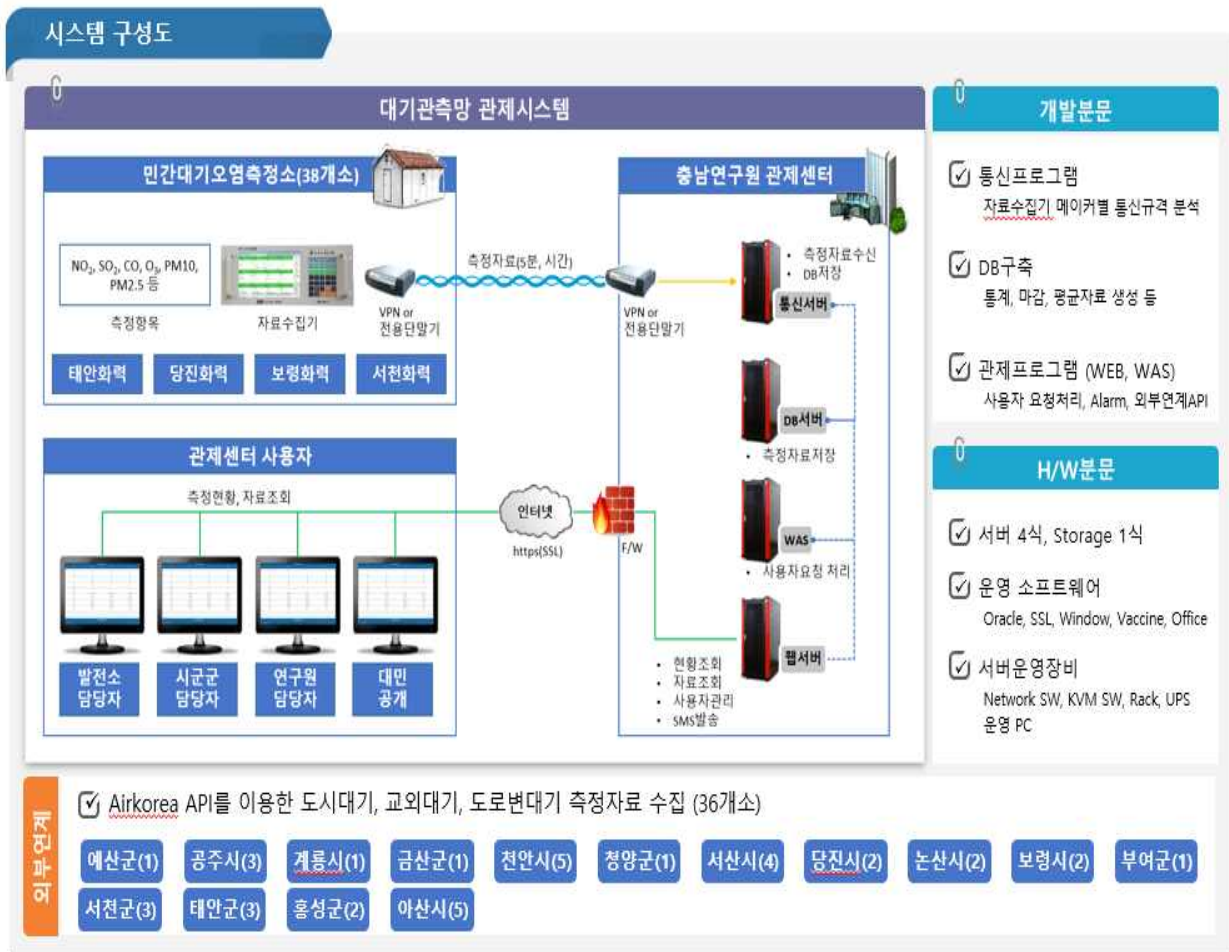 시스템 구성도
대기관측망 관제시스템
민간대기오염측정소(38개소)
NO₂, SO₂, CO, O₃, PM10,
PM2.5 등
측정항목
자료수집기
VPN or
전용단말기
태안화력
당진화력
보령화력
서천화력
측정자료(5분, 시간)
충남연구원 관제센터
VPN or
전용단말기
• 측정자료수신
• DB저장
통신서버
DB서버
• 측정자료저장
WAS
• 사용자요청 처리
웹서버
• 현황조회
• 자료조회
• 사용자관리
• SMS발송
관제센터 사용자
측정현황, 자료조회
인터넷
https(SSL)
F/W
발전소
담당자
시군군
담당자
연구원
담당자
대민
공개
개발분문
통신프로그램
자료수집기 메이커별 통신규격 분석
DB구축
통계, 마감, 평균자료 생성 등
관제프로그램 (WEB, WAS)
사용자 요청처리, Alarm, 외부연계API
H/W분문
서버 4식, Storage 1식
운영 소프트웨어
Oracle, SSL, Window, Vaccine, Office
서버운영장비
Network SW, KVM SW, Rack, UPS
운영 PC
외부연계
Airkorea API를 이용한 도시대기, 교외대기, 도로변대기 측정자료 수집 (36개소)
예산군(1) 공주시(3) 계룡시(1) 금산군(1) 천안시(5) 청양군(1) 서산시(4) 당진시(2) 논산시(2) 보령시(2) 부여군(1)
서천군(3) 태안군(3) 홍성군(2) 아산시(5)